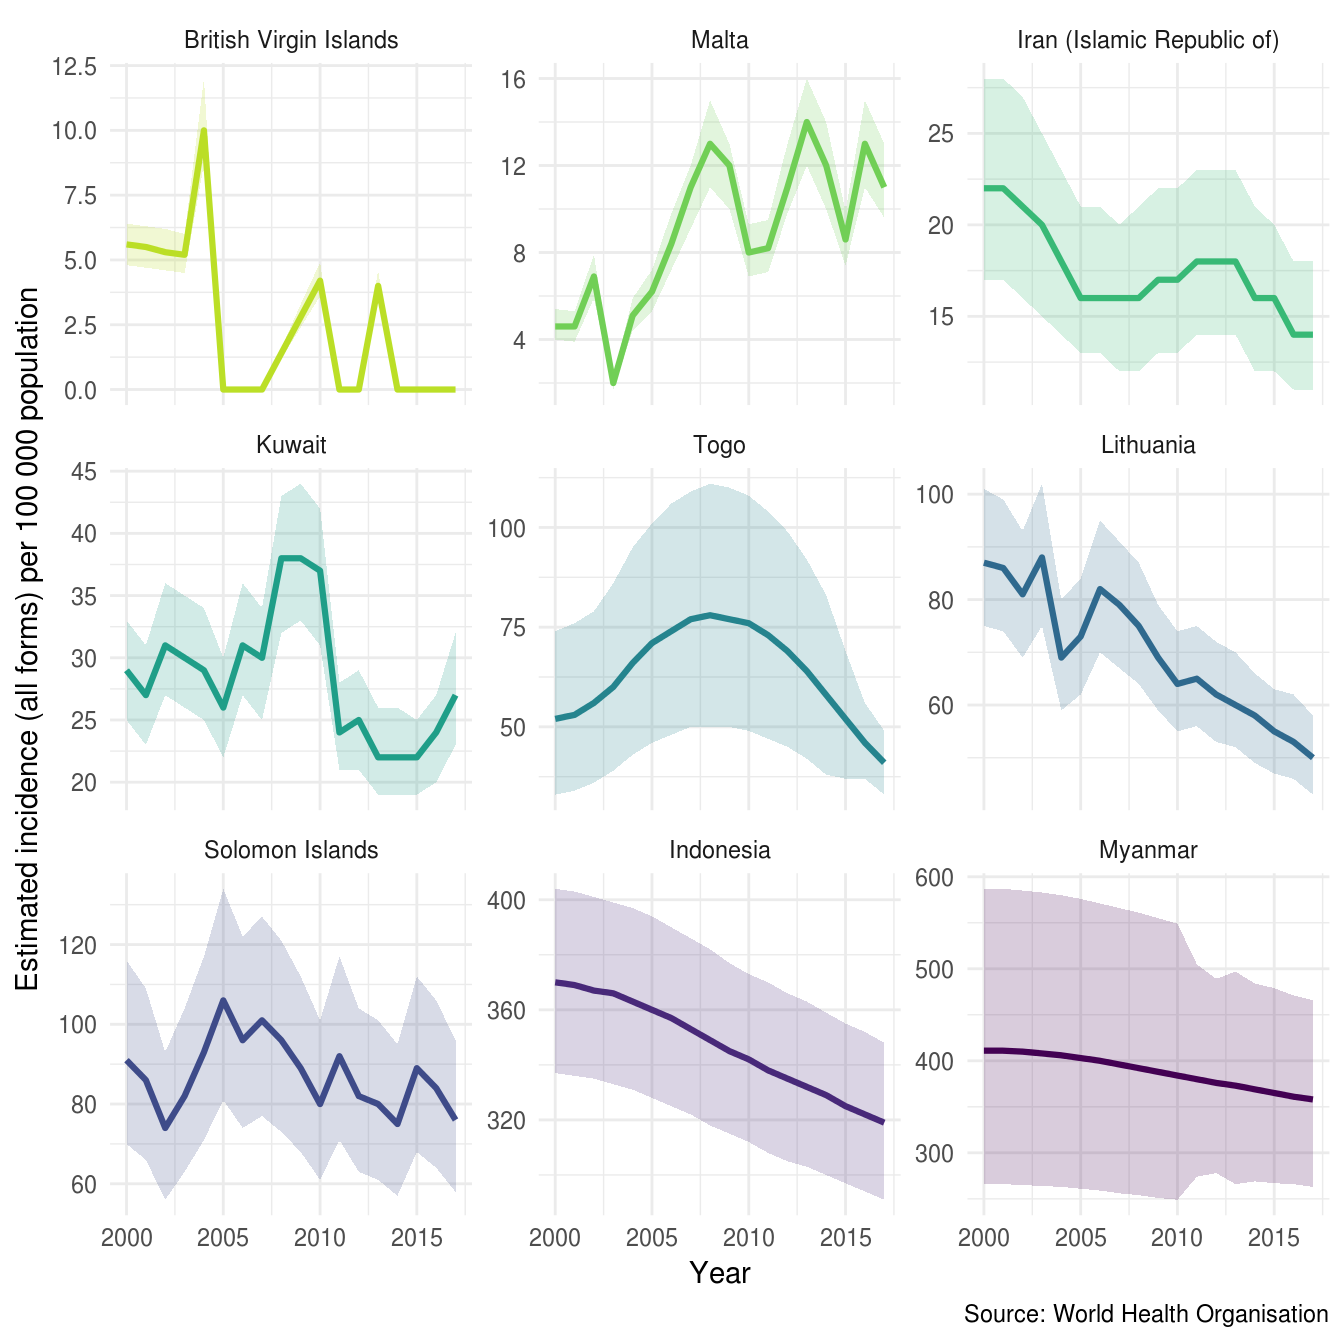 British Virgin Islands
Malta
Iran (Islamic Republic of)
12.5
10.0
7.5
5.0
2.5
0.0
16
12
8
4
25
20
15
Estimated incidence (all forms) per 100 000 population
Kuwait
Togo
Lithuania
45
40
35
30
25
20
100
75
50
100
80
60
Solomon Islands
Indonesia
Myanmar
120
100
80
60
400
360
320
600
500
400
300
2000 2005 2010 2015
2000 2005 2010 2015
2000 2005 2010 2015
Year
Source: World Health Organisation